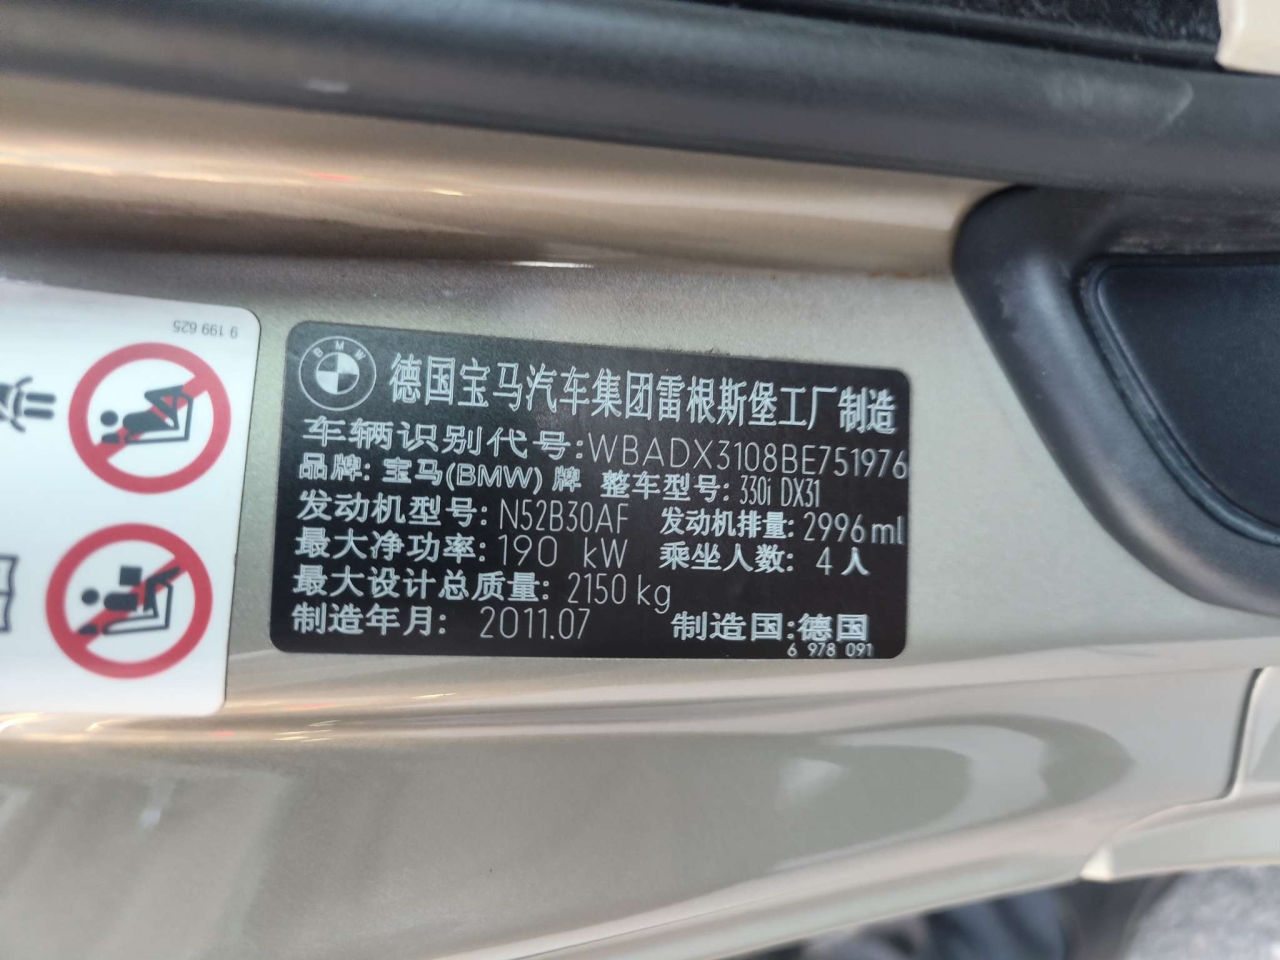 9 199 625
BMW
德国宝马汽车集团雷根斯堡工厂制造
车辆识别代号:WBADX3108BE751976
品牌: 宝马(BMW) 牌 整车型号: 330i DX31
发动机型号: N52B30AF 发动机排量: 2996 ml
最大净功率: 190 kW 乘坐人数: 4 人
最大设计总质量: 2150 kg
制造年月: 2011.07 制造国:德国
6 978 091